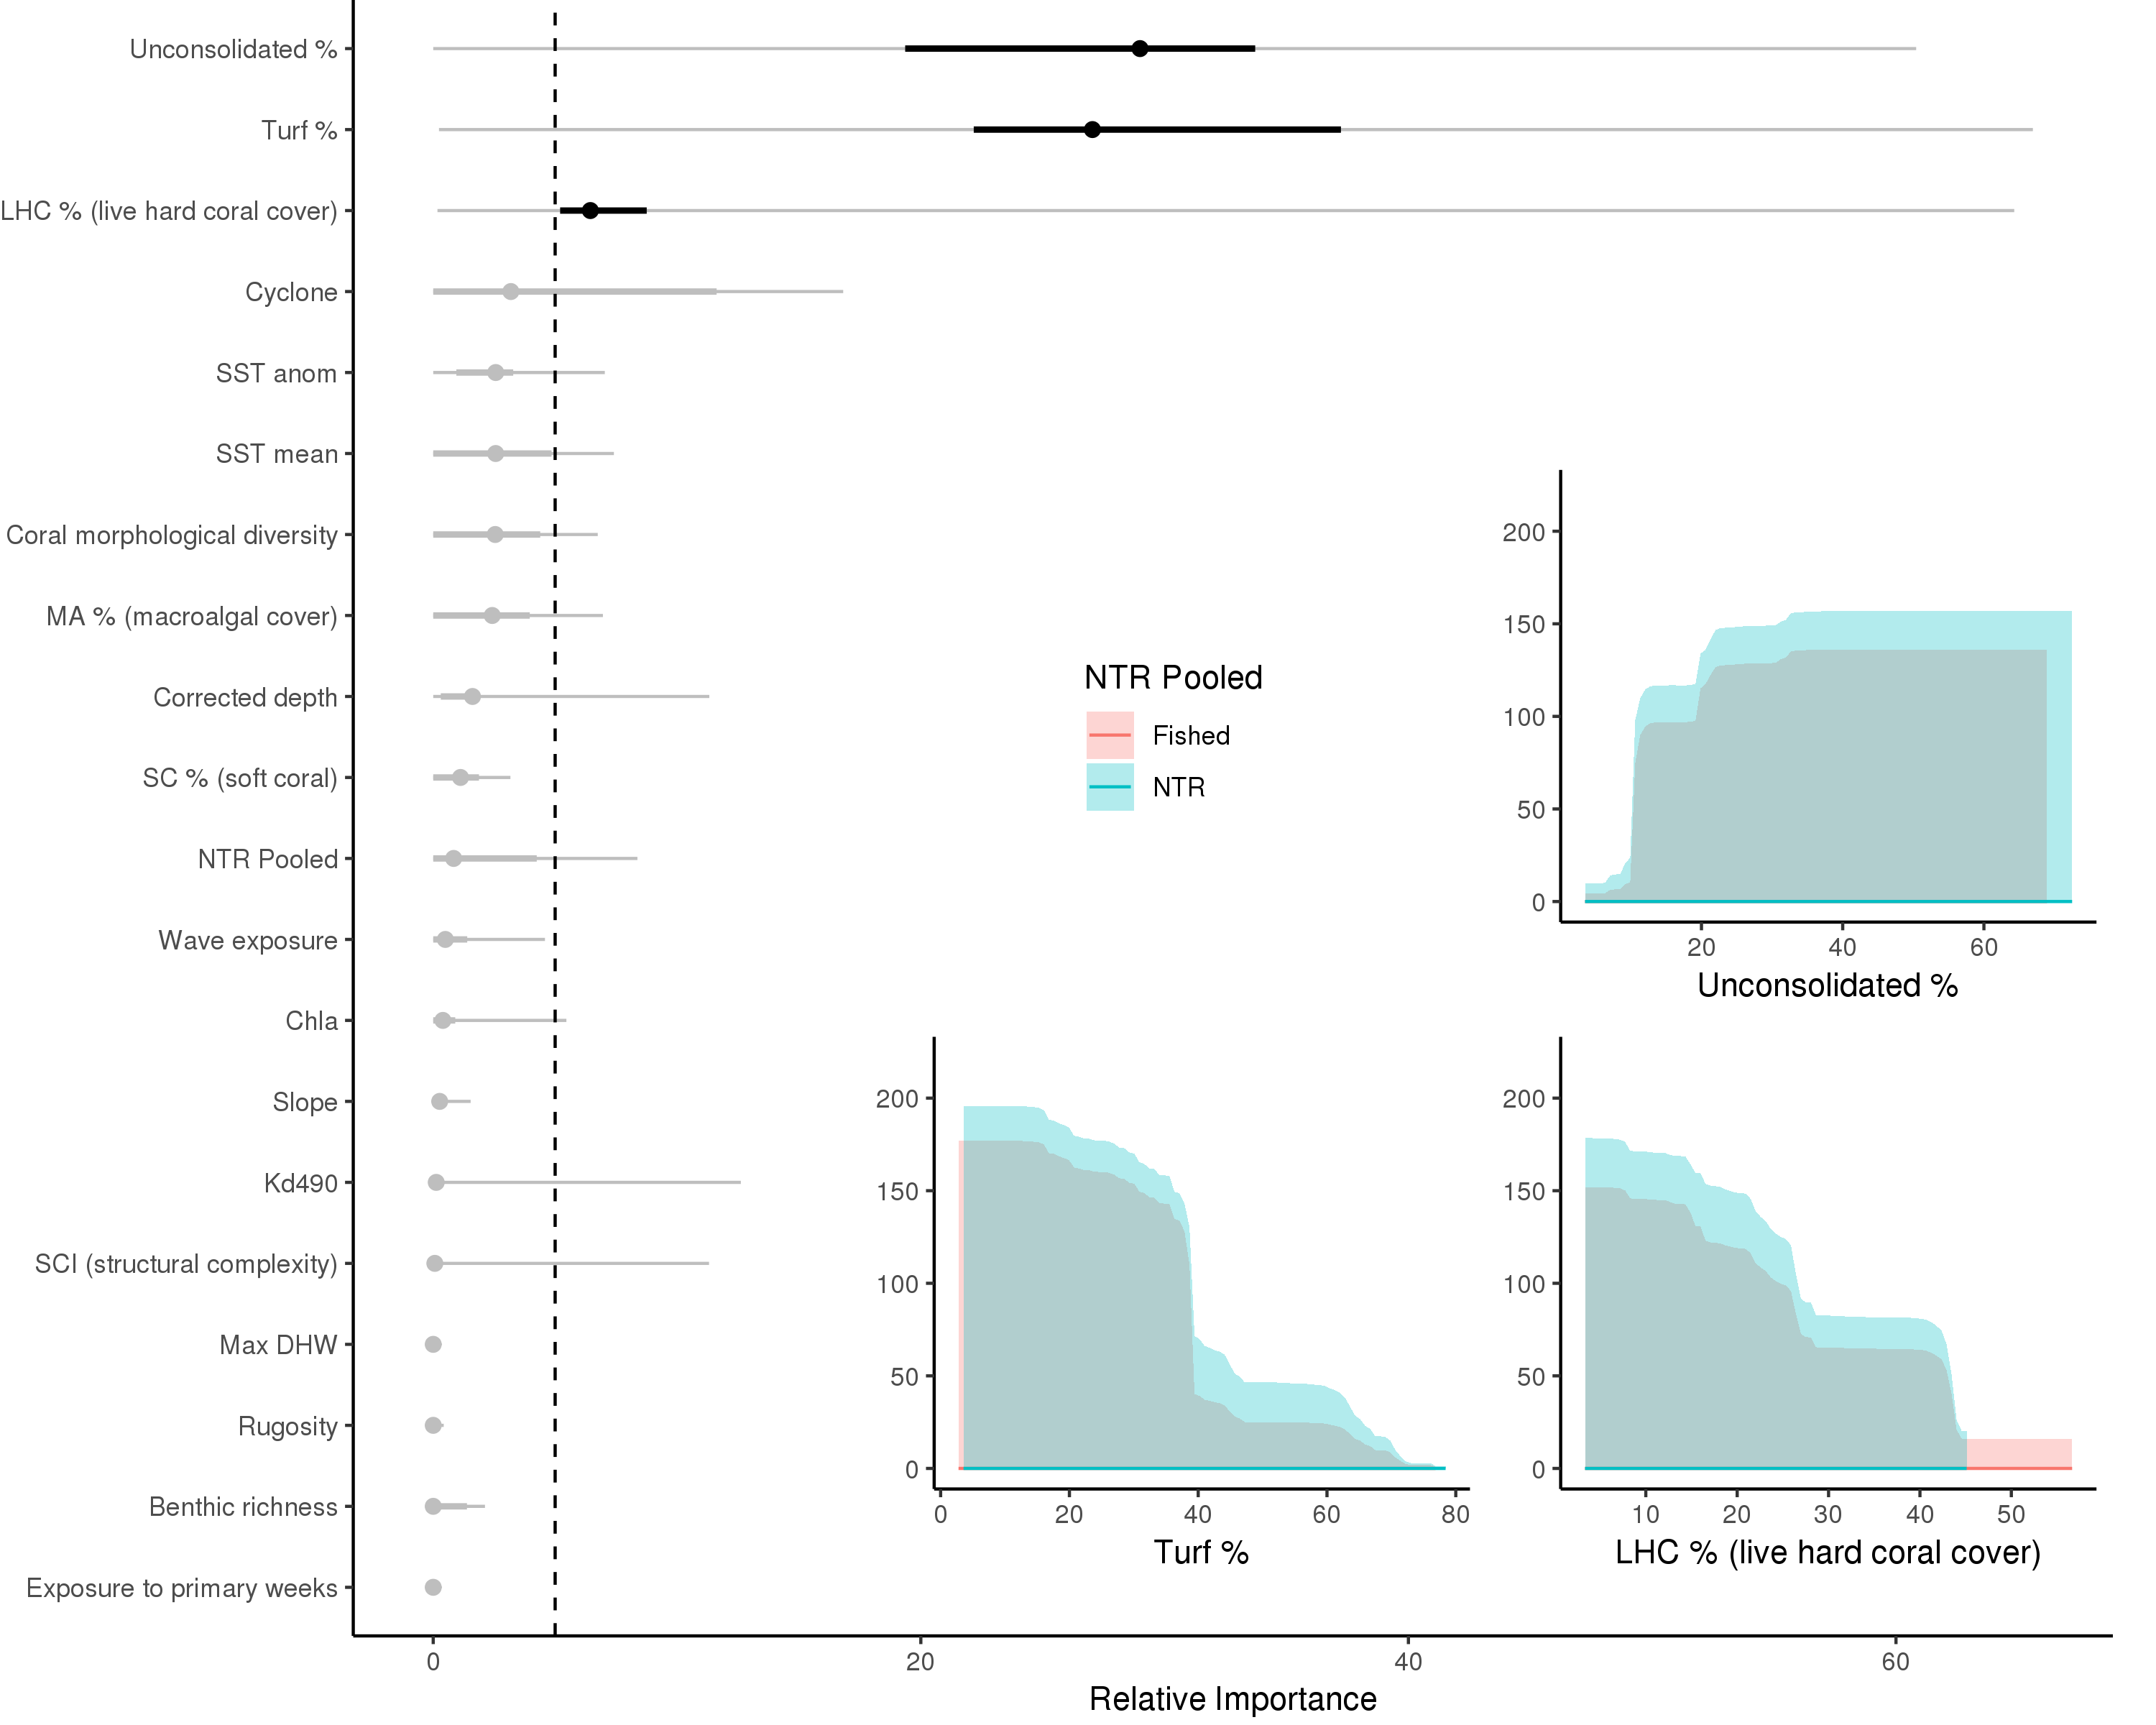 Unconsolidated %
Turf %
LHC % (live hard coral cover)
Cyclone
SST anom
SST mean
Coral morphological diversity
MA % (macroalgal cover)
Corrected depth
SC % (soft coral)
NTR Pooled
Wave exposure
Chla
Slope
Kd490
SCI (structural complexity)
Max DHW
Rugosity
Benthic richness
Exposure to primary weeks
0 20 40 60
Relative Importance
NTR Pooled
Fished
NTR
200
150
100
50
0
20 40 60
Unconsolidated %
200
150
100
50
0
0 20 40 60 80
Turf %
200
150
100
50
0
10 20 30 40 50
LHC % (live hard coral cover)